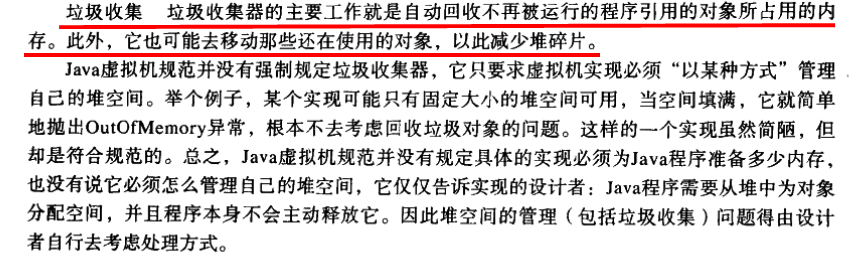 垃圾收集　垃圾收集器的主要工作就是自动回收不再被运行的程序引用的对象所占用的内
存。此外，它也可能去移动那些还在使用的对象，以此减少堆碎片。
Java虚拟机规范并没有强制规定垃圾收集器，它只要求虚拟机实现必须“以某种方式”管理
自己的堆空间。举个例子，某个实现可能只有固定大小的堆空间可用，当空间填满，它就简单
地抛出OutOfMemory异常，根本不去考虑回收垃圾对象的问题。这样的一个实现虽然简陋，但
却是符合规范的。总之，Java虚拟机规范并没有规定具体的实现必须为Java程序准备多少内存，
也没有说它必须怎么管理自己的堆空间，它仅仅告诉实现的设计者：Java程序需要从堆中为对象
分配空间，并且程序本身不会主动释放它。因此堆空间的管理（包括垃圾收集）问题得由设计
者自行去考虑处理方式。